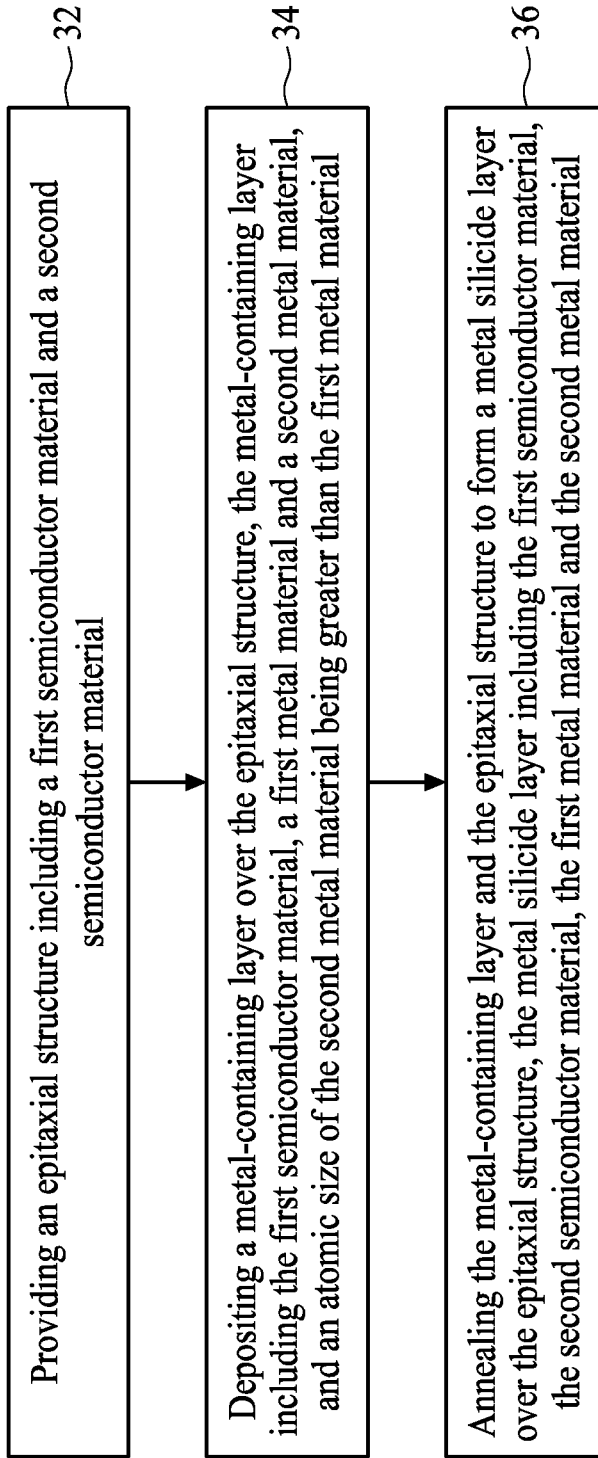 Providing an epitaxial structure including a first semiconductor material and a second
semiconductor material
32
Depositing a metal-containing layer over the epitaxial structure, the metal-containing layer
including the first semiconductor material, a first metal material and a second metal material,
and an atomic size of the second metal material being greater than the first metal material
34
Annealing the metal-containing layer and the epitaxial structure to form a metal silicide layer
over the epitaxial structure, the metal silicide layer including the first semiconductor material,
the second semiconductor material, the first metal material and the second metal material
36